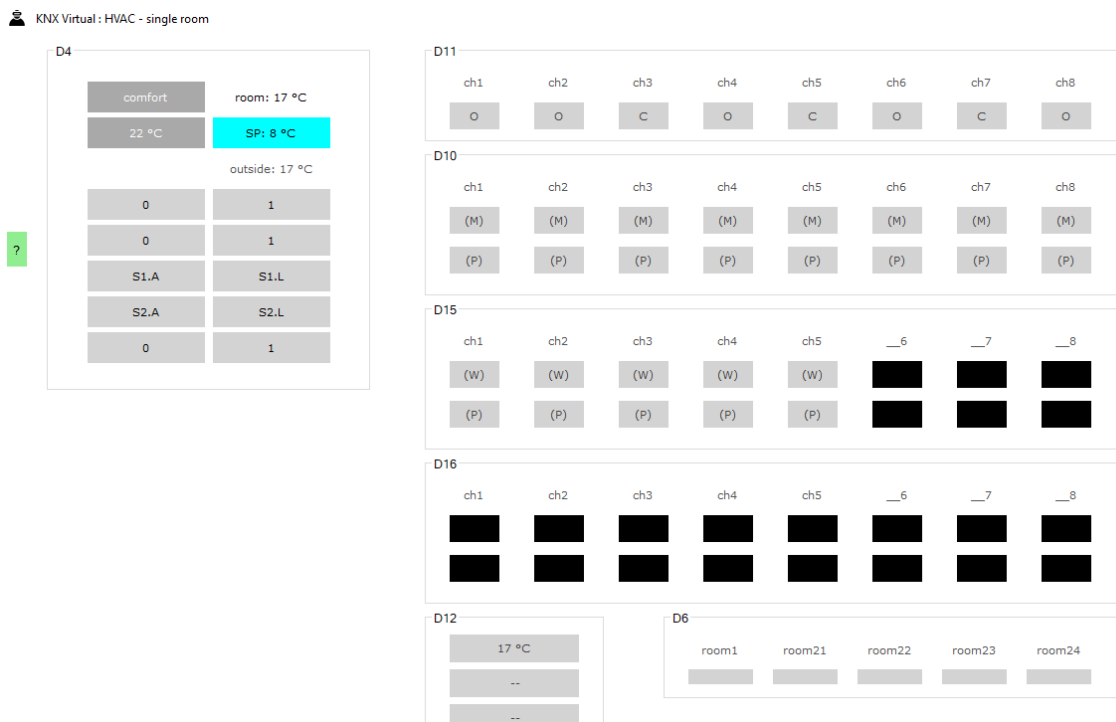 KNX Virtual : HVAC - single room
D4
comfort room: 17 °C
22 °C SP: 8 °C
outside: 17 °C
0 1
0 1
?
S1.A S1.L
S2.A S2.L
0 1
D11
ch1 ch2 ch3 ch4 ch5 ch6 ch7 ch8
O O C O C O C O
D10
ch1 ch2 ch3 ch4 ch5 ch6 ch7 ch8
(M) (M) (M) (M) (M) (M) (M) (M)
(P) (P) (P) (P) (P) (P) (P) (P)
D15
ch1 ch2 ch3 ch4 ch5 __6 __7 __8
(W) (W) (W) (W) (W)
(P) (P) (P) (P) (P)
D16
ch1 ch2 ch3 ch4 ch5 __6 __7 __8
D12
17 °C
--
--
D6
room1 room21 room22 room23 room24